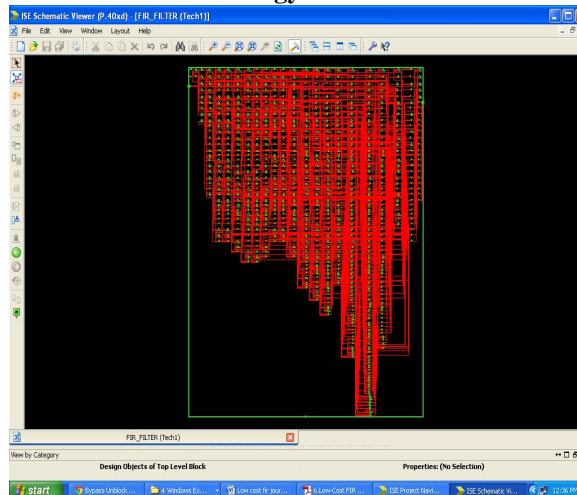 ogy
ISE Schematic Viewer (P.40xd) - [FIR_FILTER (Tech1)]
File Edit View Window Layout Help
FIR_FILTER (Tech1)
View by Category
Design Objects of Top Level Block
Properties: (No Selection)
start
Bypass Unblock ...
4 Windows Ex...
Low cost fir jour...
6.Low-Cost FIR ...
ISE Project Navi...
ISE Schematic Vi...
12:36 PM